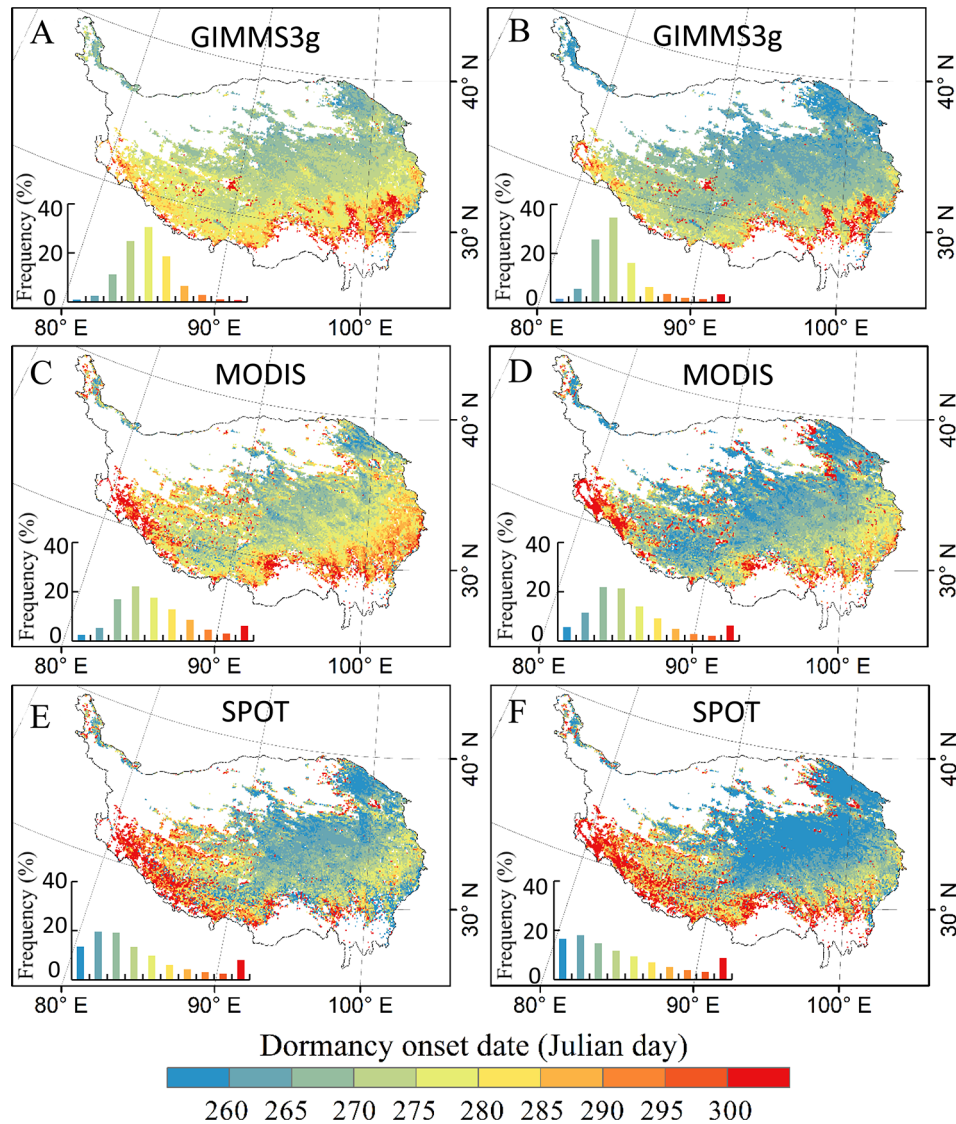 A
GIMMS3g
40° N
30° N
Frequency (%)
40
20
0
80° E
90° E
100° E
B
GIMMS3g
40° N
30° N
Frequency (%)
40
20
0
80° E
90° E
100° E
C
MODIS
40° N
30° N
Frequency (%)
40
20
0
80° E
90° E
100° E
D
MODIS
40° N
30° N
Frequency (%)
40
20
0
80° E
90° E
100° E
E
SPOT
40° N
30° N
Frequency (%)
40
20
0
80° E
90° E
100° E
F
SPOT
40° N
30° N
Frequency (%)
40
20
0
80° E
90° E
100° E
Dormancy onset date (Julian day)
260 265 270 275 280 285 290 295 300